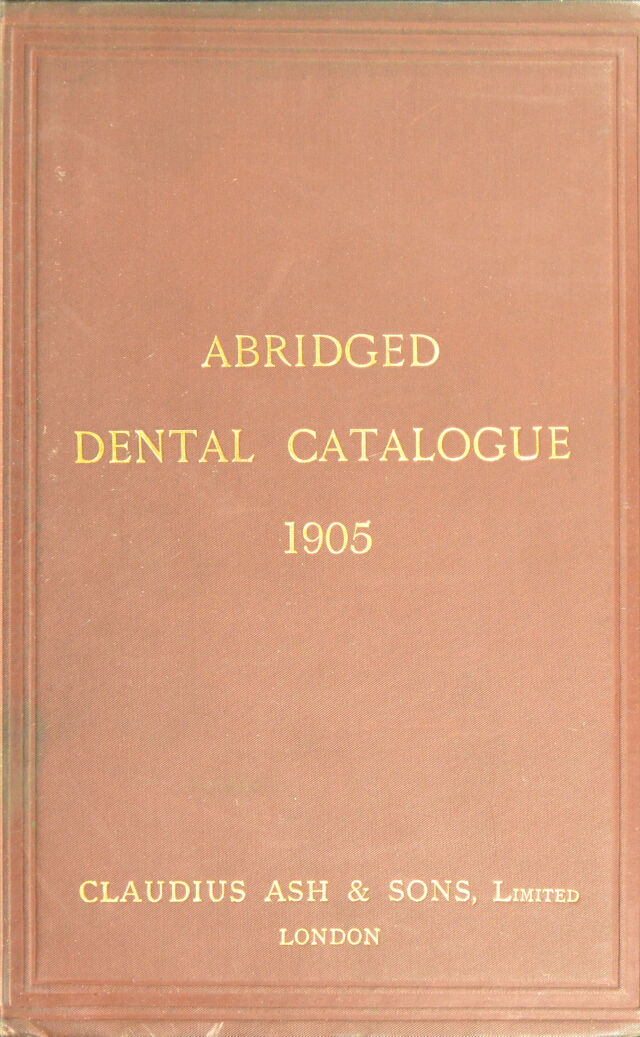 ABRIDGED
DENTAL CATALOGUE
1905
CLAUDIUS ASH & SONS, LIMITED
LONDON